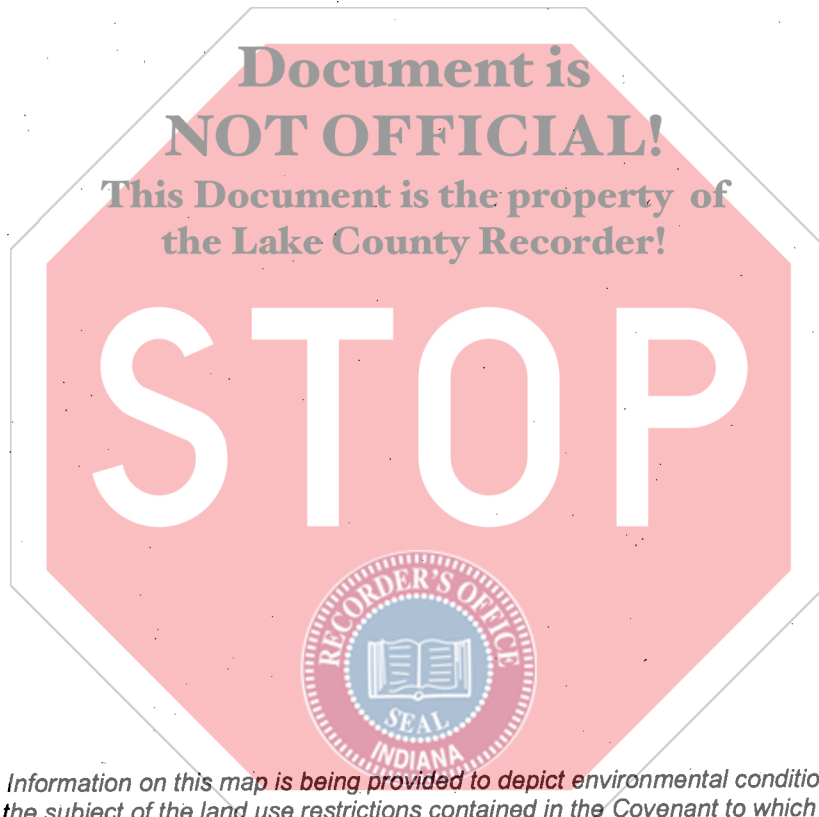 Document is
NOT OFFICIAL!
This Document is the property of
the Lake County Recorder!
STOP
RECORDER'S OFFICE
SEAL
INDIANA
Information on this map is being provided to depict environmental conditio
the subject of the land use restrictions contained in the Covenant to which